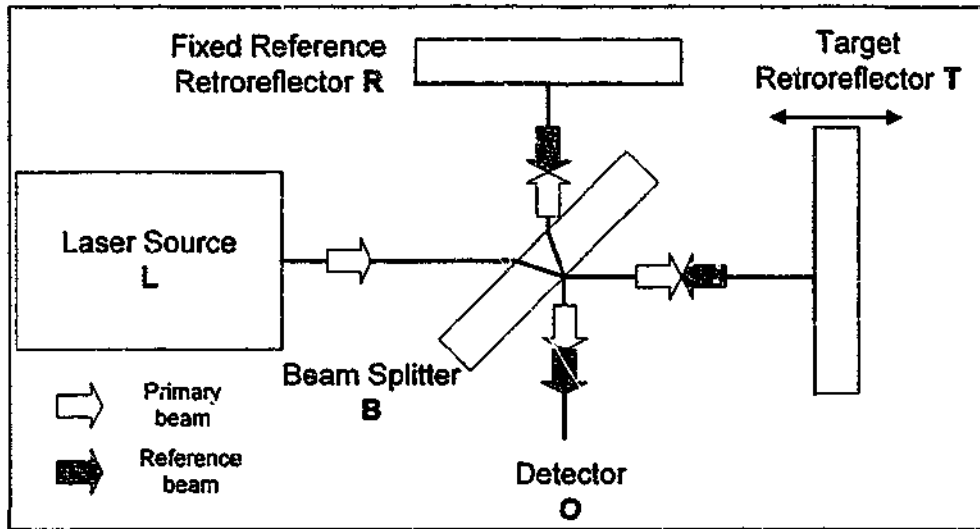 Fixed Reference
Retroreflector R
Target
Retroreflector T
Laser Source
L
Beam Splitter
B
Primary
beam
Reference
beam
Detector
O